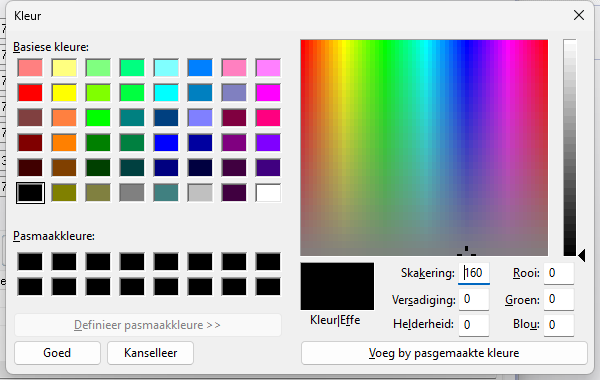 Kleur
Basiese kleure:
Pasmaakkleure:
Definieer pasmaakkleure >>
Goed
Kanselleer
Kleur|Effe
Skakering: 160
Versadiging: 0
Helderheid: 0
Rooi: 0
Groen: 0
Blou: 0
Voeg by pasgemaakte kleure